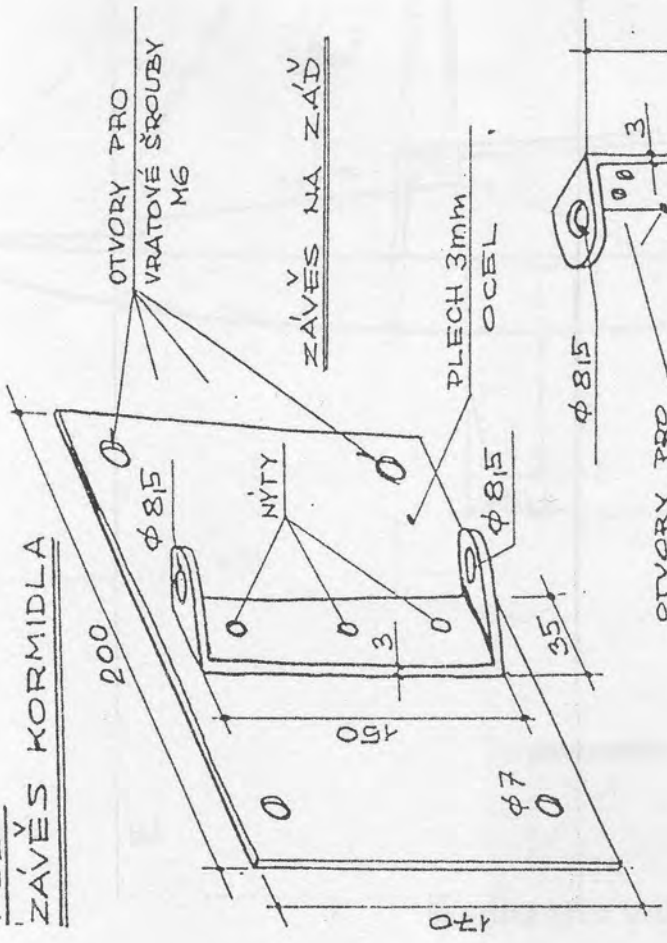 ZÁVĚS KORMIDLA
200
OTVORY PRO
VRATOVÉ ŠROUBY
M6
ZÁVĚS NA ZÁĎ
φ 8,5
NÝTY
PLECH 3mm
OCEL
φ 8,5
3
150
35
φ7
170
φ 8,5
3
OTVORY PRO